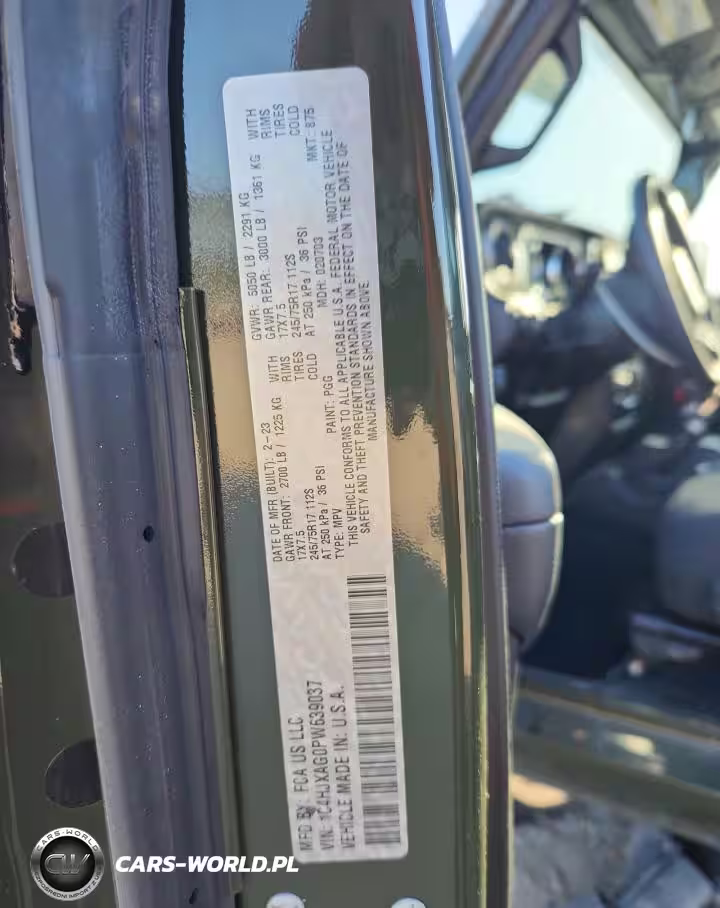 MFD BY: FCA US LLC
DATE OF MFR (BUILT): 2-23
GVWR: 5050 LB / 2291 KG
GAWR FRONT: 2700 LB / 1225 KG WITH
GAWR REAR: 3000 LB / 1361 KG WITH
17X7.5 RIMS
17X7.5 RIMS
245/75R17 112S TIRES
245/75R17 112S TIRES
AT 250 kPa / 36 PSI COLD
AT 250 kPa / 36 PSI COLD
VIN: 1C4HJXAG0PW639037
TYPE: MPV
PAINT: PGG
MDH: 020703
MKT: 875
VEHICLE MADE IN: U.S.A.
THIS VEHICLE CONFORMS TO ALL APPLICABLE U.S.A. FEDERAL MOTOR VEHICLE
SAFETY AND THEFT PREVENTION STANDARDS IN EFFECT ON THE DATE OF
MANUFACTURE SHOWN ABOVE
CARS-WORLD
CW
CARS-WORLD.PL